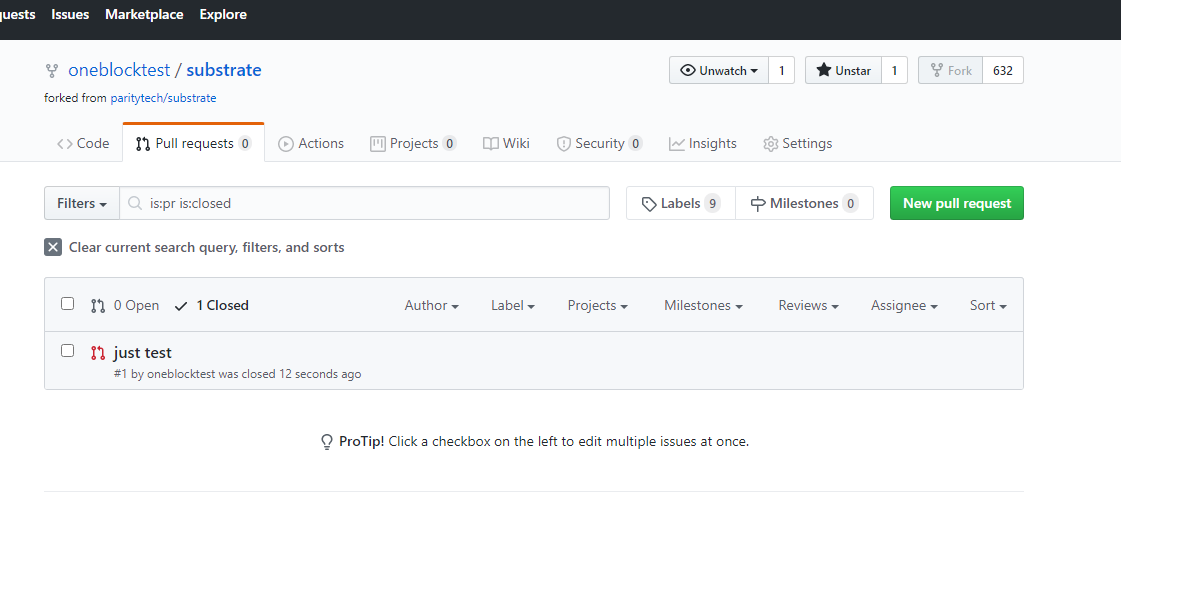 Issues Marketplace Explore
oneblocktest / substrate Unwatch 1 Unstar 1 Fork 632
forked from paritytech/substrate
Code Pull requests 0 Actions Projects 0 Wiki Security 0 Insights Settings
Filters is:pr is:closed Labels 9 Milestones 0 New pull request
Clear current search query, filters, and sorts
0 Open 1 Closed Author Label Projects Milestones Reviews Assignee Sort
just test
#1 by oneblocktest was closed 12 seconds ago
ProTip! Click a checkbox on the left to edit multiple issues at once.